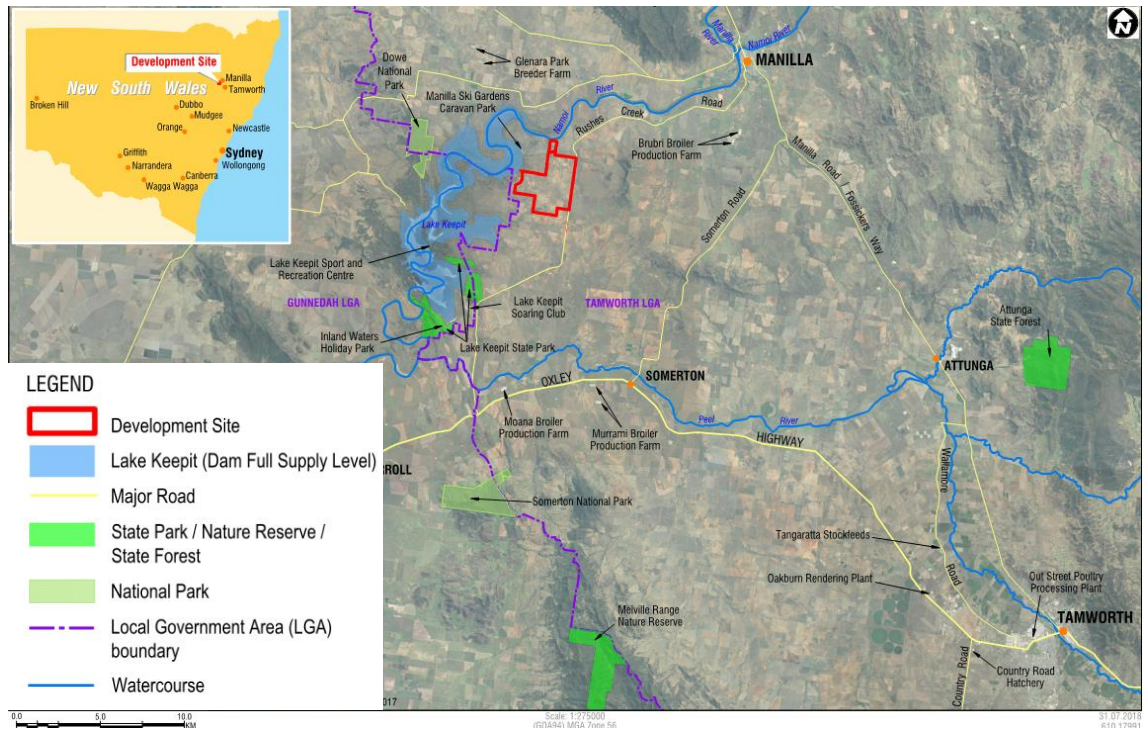 Development Site
New South Wales
Manilla
Tamworth
Broken Hill
Dubbo
Mudgee
Orange
Newcastle
Griffith
Sydney
Wollongong
Narrandera
Canberra
Wagga Wagga
N
Manilla
River
Namoi River
MANILLA
Glenara Park
Breeder Farm
Dowe
National
Park
Manilla Ski Gardens
Caravan Park
Namoi
River
Rushes Creek Road
Brubri Broiler
Production Farm
Manilla Road / Fossickers Way
Somerton Road
Lake Keepit
Lake Keepit Sport and
Recreation Centre
GUNNEDAH LGA
TAMWORTH LGA
Lake Keepit
Soaring Club
Inland Waters
Holiday Park
Lake Keepit State Park
Attunga
State Forest
ATTUNGA
OXLEY
SOMERTON
Moana Broiler
Production Farm
Murrami Broiler
Production Farm
Peel
River
HIGHWAY
ROLL
Somerton National Park
Wallamore
Road
Tangaratta Stockfeeds
Oakburn Rendering Plant
Out Street Poultry
Processing Plant
TAMWORTH
Melville Range
Nature Reserve
Country Road
Country Road
Hatchery
LEGEND
Development Site
Lake Keepit (Dam Full Supply Level)
Major Road
State Park / Nature Reserve /
State Forest
National Park
Local Government Area (LGA)
boundary
Watercourse
017
0.0
5.0
10.0
KM
Scale: 1:275000
(GDA94) MGA Zone 56
31.07.2018
610.17991